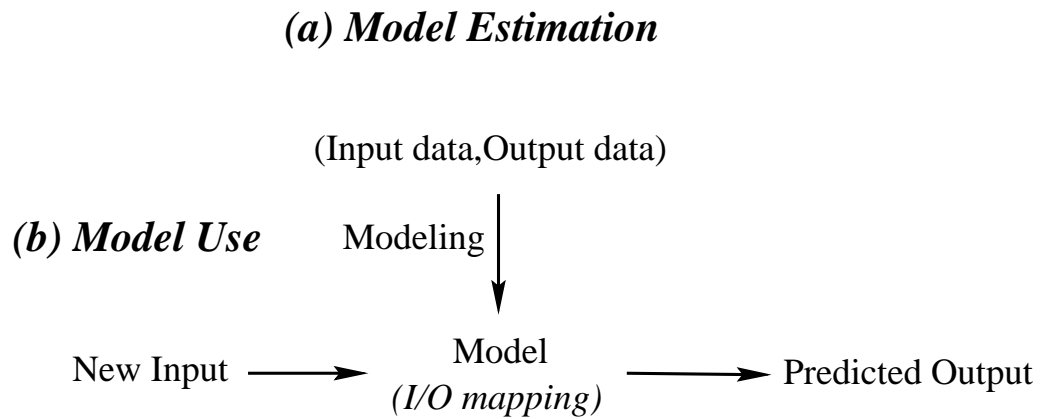 (a) Model Estimation
(Input data,Output data)
(b) Model Use
Modeling
New Input
Model
(I/O mapping)
Predicted Output